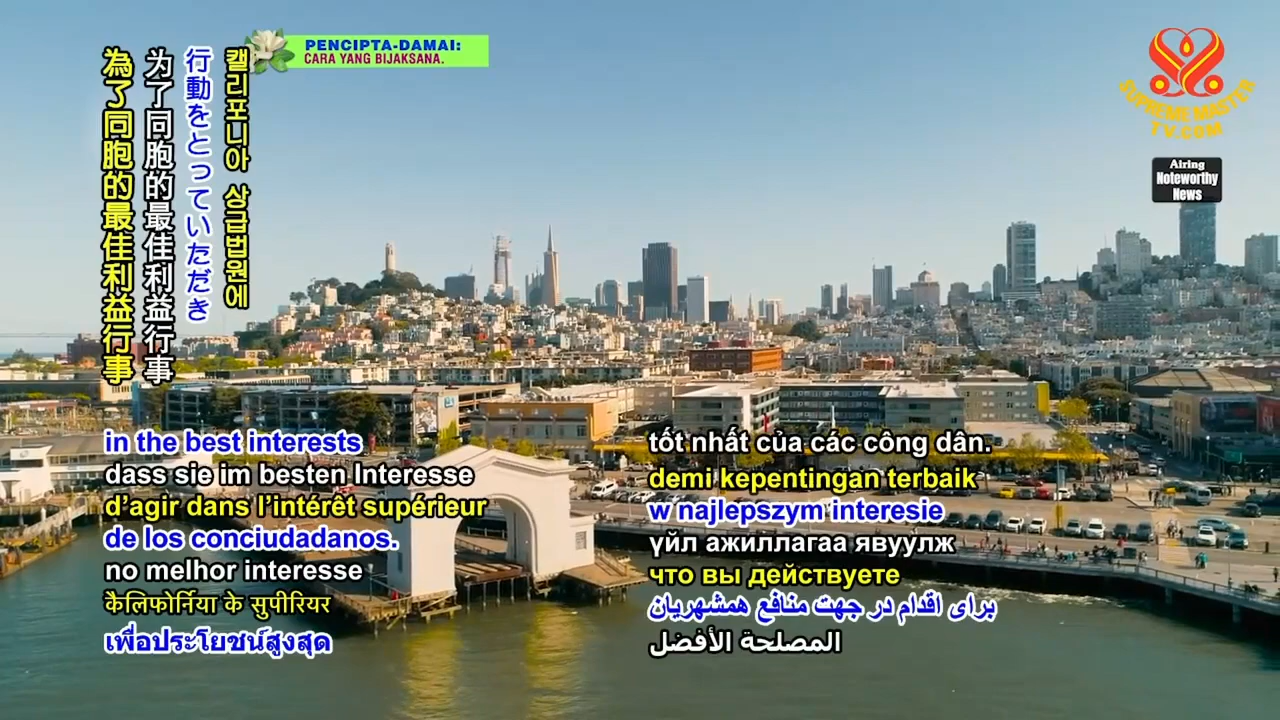 PENCIPTA-DAMAI:
CARA YANG BIJAKSANA.
SUPREME MASTER
TV.COM
Airing
Noteworthy
News
캘리포니아 상급법원에
行動をとっていただき
为了同胞的最佳利益行事
為了同胞的最佳利益行事
in the best interests
dass sie im besten Interesse
d’agir dans l’intérêt supérieur
de los conciudadanos.
no melhor interesse
कैलिफोर्निया के सुपीरियर
เพื่อประโยชน์สูงสุด
tốt nhất của các công dân.
demi kepentingan terbaik
w najlepszym interesie
үйл ажиллагаа явуулж
что вы действуете
برای اقدام در جهت منافع همشهریان
المصلحة الأفضل